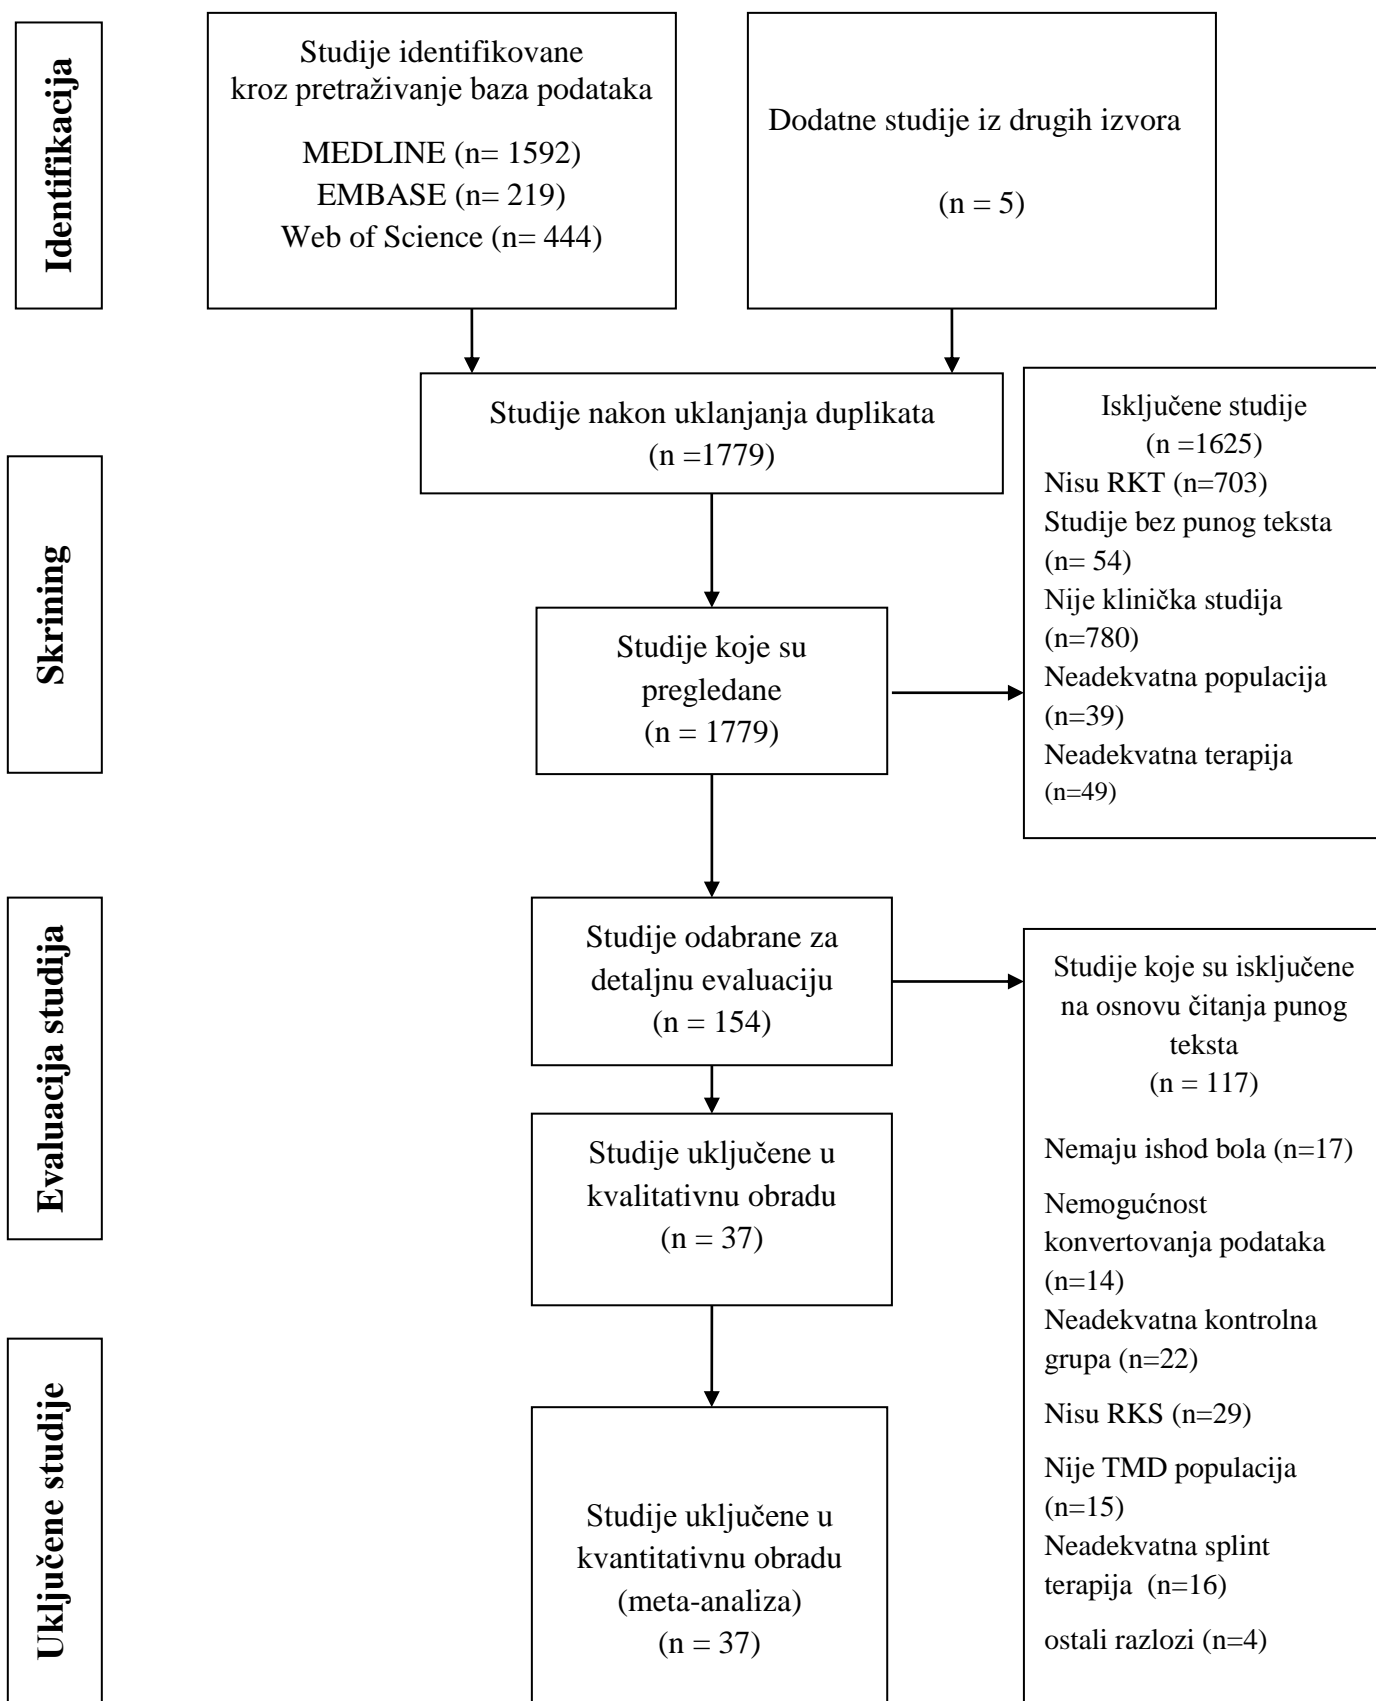 Identifikacija
Studije identifikovane
kroz pretraživanje baza podataka
MEDLINE (n= 1592)
EMBASE (n= 219)
Web of Science (n= 444)
Dodatne studije iz drugih izvora
(n = 5)
Skrining
Studije nakon uklanjanja duplikata
(n =1779)
Studije koje su
pregledane
(n = 1779)
Isključene studije
(n =1625)
Nisu RKT (n=703)
Studije bez punog teksta
(n= 54)
Nije klinička studija
(n=780)
Neadekvatna populacija
(n=39)
Neadekvatna terapija
(n=49)
Evaluacija studija
Studije odabrane za
detaljnu evaluaciju
(n = 154)
Studije uključene u
kvalitativnu obradu
(n = 37)
Studije koje su isključene
na osnovu čitanja punog
teksta
(n = 117)
Nemaju ishod bola (n=17)
Nemogućnost
konvertovanja podataka
(n=14)
Neadekvatna kontrolna
grupa (n=22)
Nisu RKS (n=29)
Nije TMD populacija
(n=15)
Neadekvatna splint
terapija (n=16)
ostali razlozi (n=4)
Uključene studije
Studije uključene u
kvantitativnu obradu
(meta-analiza)
(n = 37)